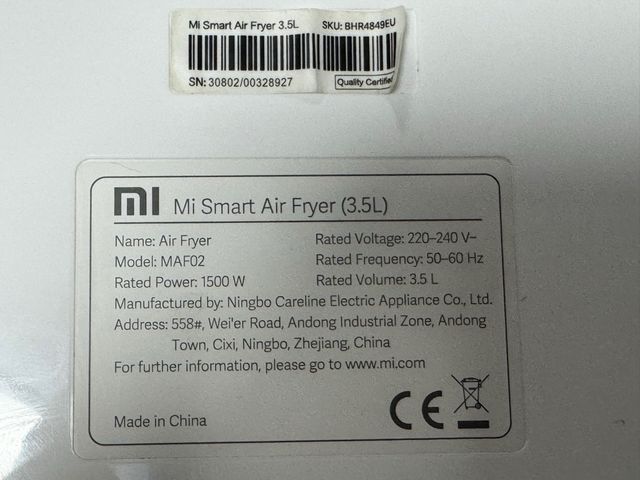 Mi Smart Air Fryer 3.5L SKU: BHR4849EU
SN: 30802/00328927 Quality Certified
mi Mi Smart Air Fryer (3.5L)
Name: Air Fryer Rated Voltage: 220–240 V~
Model: MAF02 Rated Frequency: 50–60 Hz
Rated Power: 1500 W Rated Volume: 3.5 L
Manufactured by: Ningbo Careline Electric Appliance Co., Ltd.
Address: 558#, Wei'er Road, Andong Industrial Zone, Andong
Town, Cixi, Ningbo, Zhejiang, China
For further information, please go to www.mi.com
Made in China CE